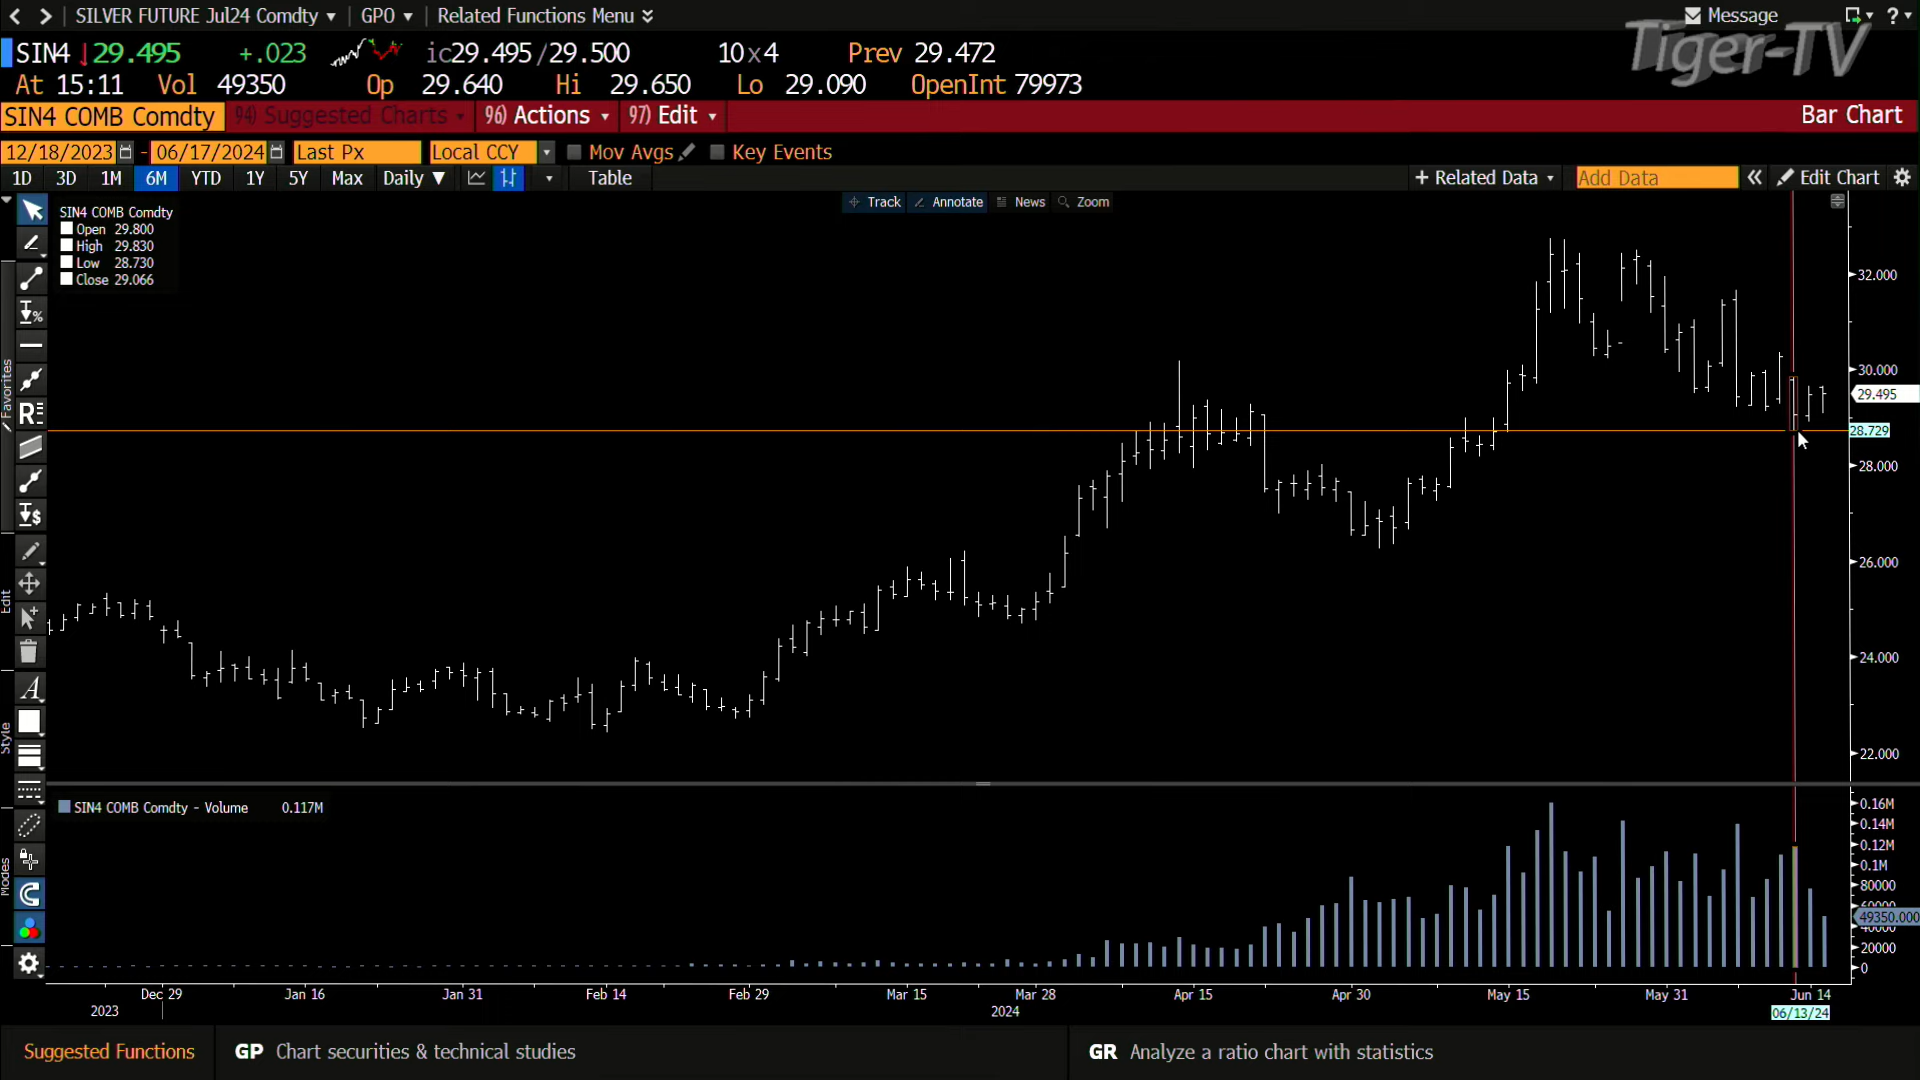 SILVER FUTURE Jul24 Comdty GPO Related Functions Menu Message ?
Tiger-TV
SIN4 29.495 +.023 ic29.495/29.500 10x4 Prev 29.472
At 15:11 Vol 49350 Op 29.640 Hi 29.650 Lo 29.090 OpenInt 79973
SIN4 COMB Comdty 94) Suggested Charts 96) Actions 97) Edit Bar Chart
12/18/2023 - 06/17/2024 Last Px Local CCY Mov Avgs Key Events
1D 3D 1M 6M YTD 1Y 5Y Max Daily Table + Related Data Add Data Edit Chart
Track Annotate News Zoom
SIN4 COMB Comdty
Open 29.800
High 29.830
Low 28.730
Close 29.066
32.000
30.000
29.495
28.729
28.000
26.000
24.000
22.000
Favorites
Edit
Style
Modes
SIN4 COMB Comdty - Volume 0.117M
0.16M
0.14M
0.12M
0.1M
80000
60000
49350.000
40000
20000
0
Dec 29 Jan 16 Jan 31 Feb 14 Feb 29 Mar 15 Mar 28 Apr 15 Apr 30 May 15 May 31 Jun 14
2023 2024 06/13/24
Suggested Functions GP Chart securities & technical studies GR Analyze a ratio chart with statistics